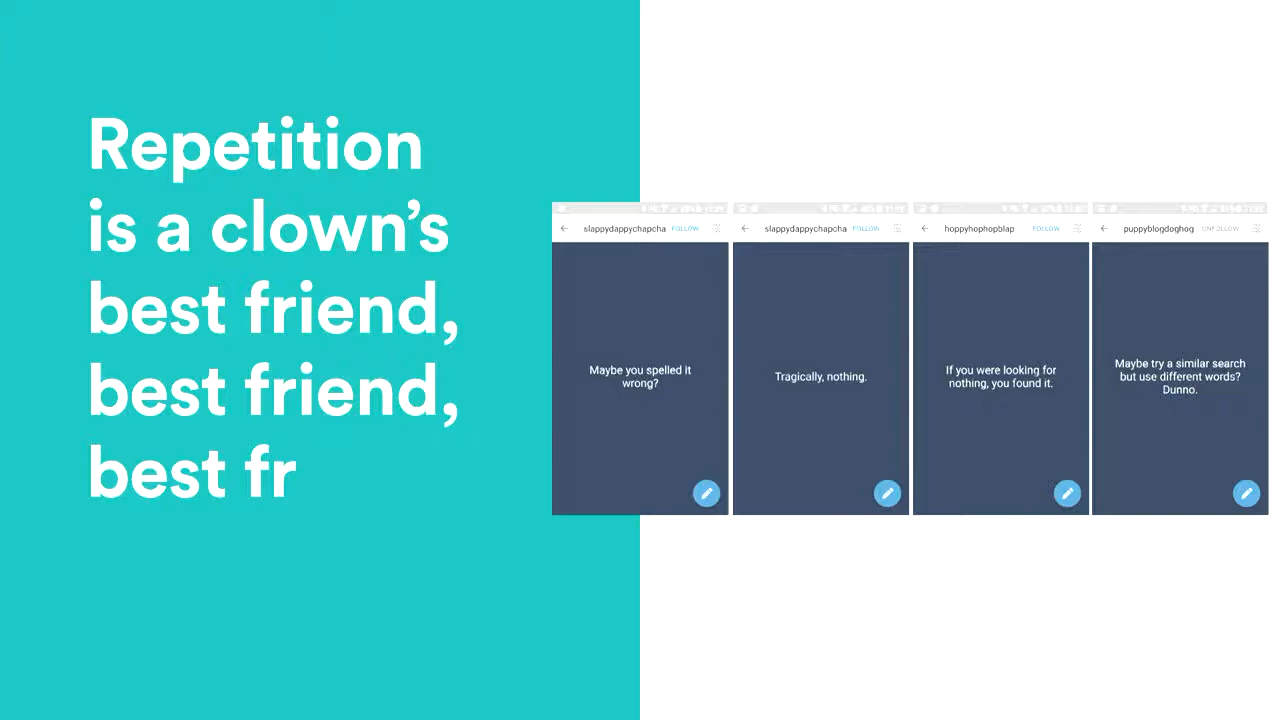 Repetition
is a clown's
best friend,
best friend,
best fr
slappydappychapcha FOLLOW
Maybe you spelled it
wrong?
slappydappychapcha FOLLOW
Tragically, nothing.
hoppyhophopblap FOLLOW
If you were looking for
nothing, you found it.
puppyblogdoghog UNFOLLOW
Maybe try a similar search
but use different words?
Dunno.